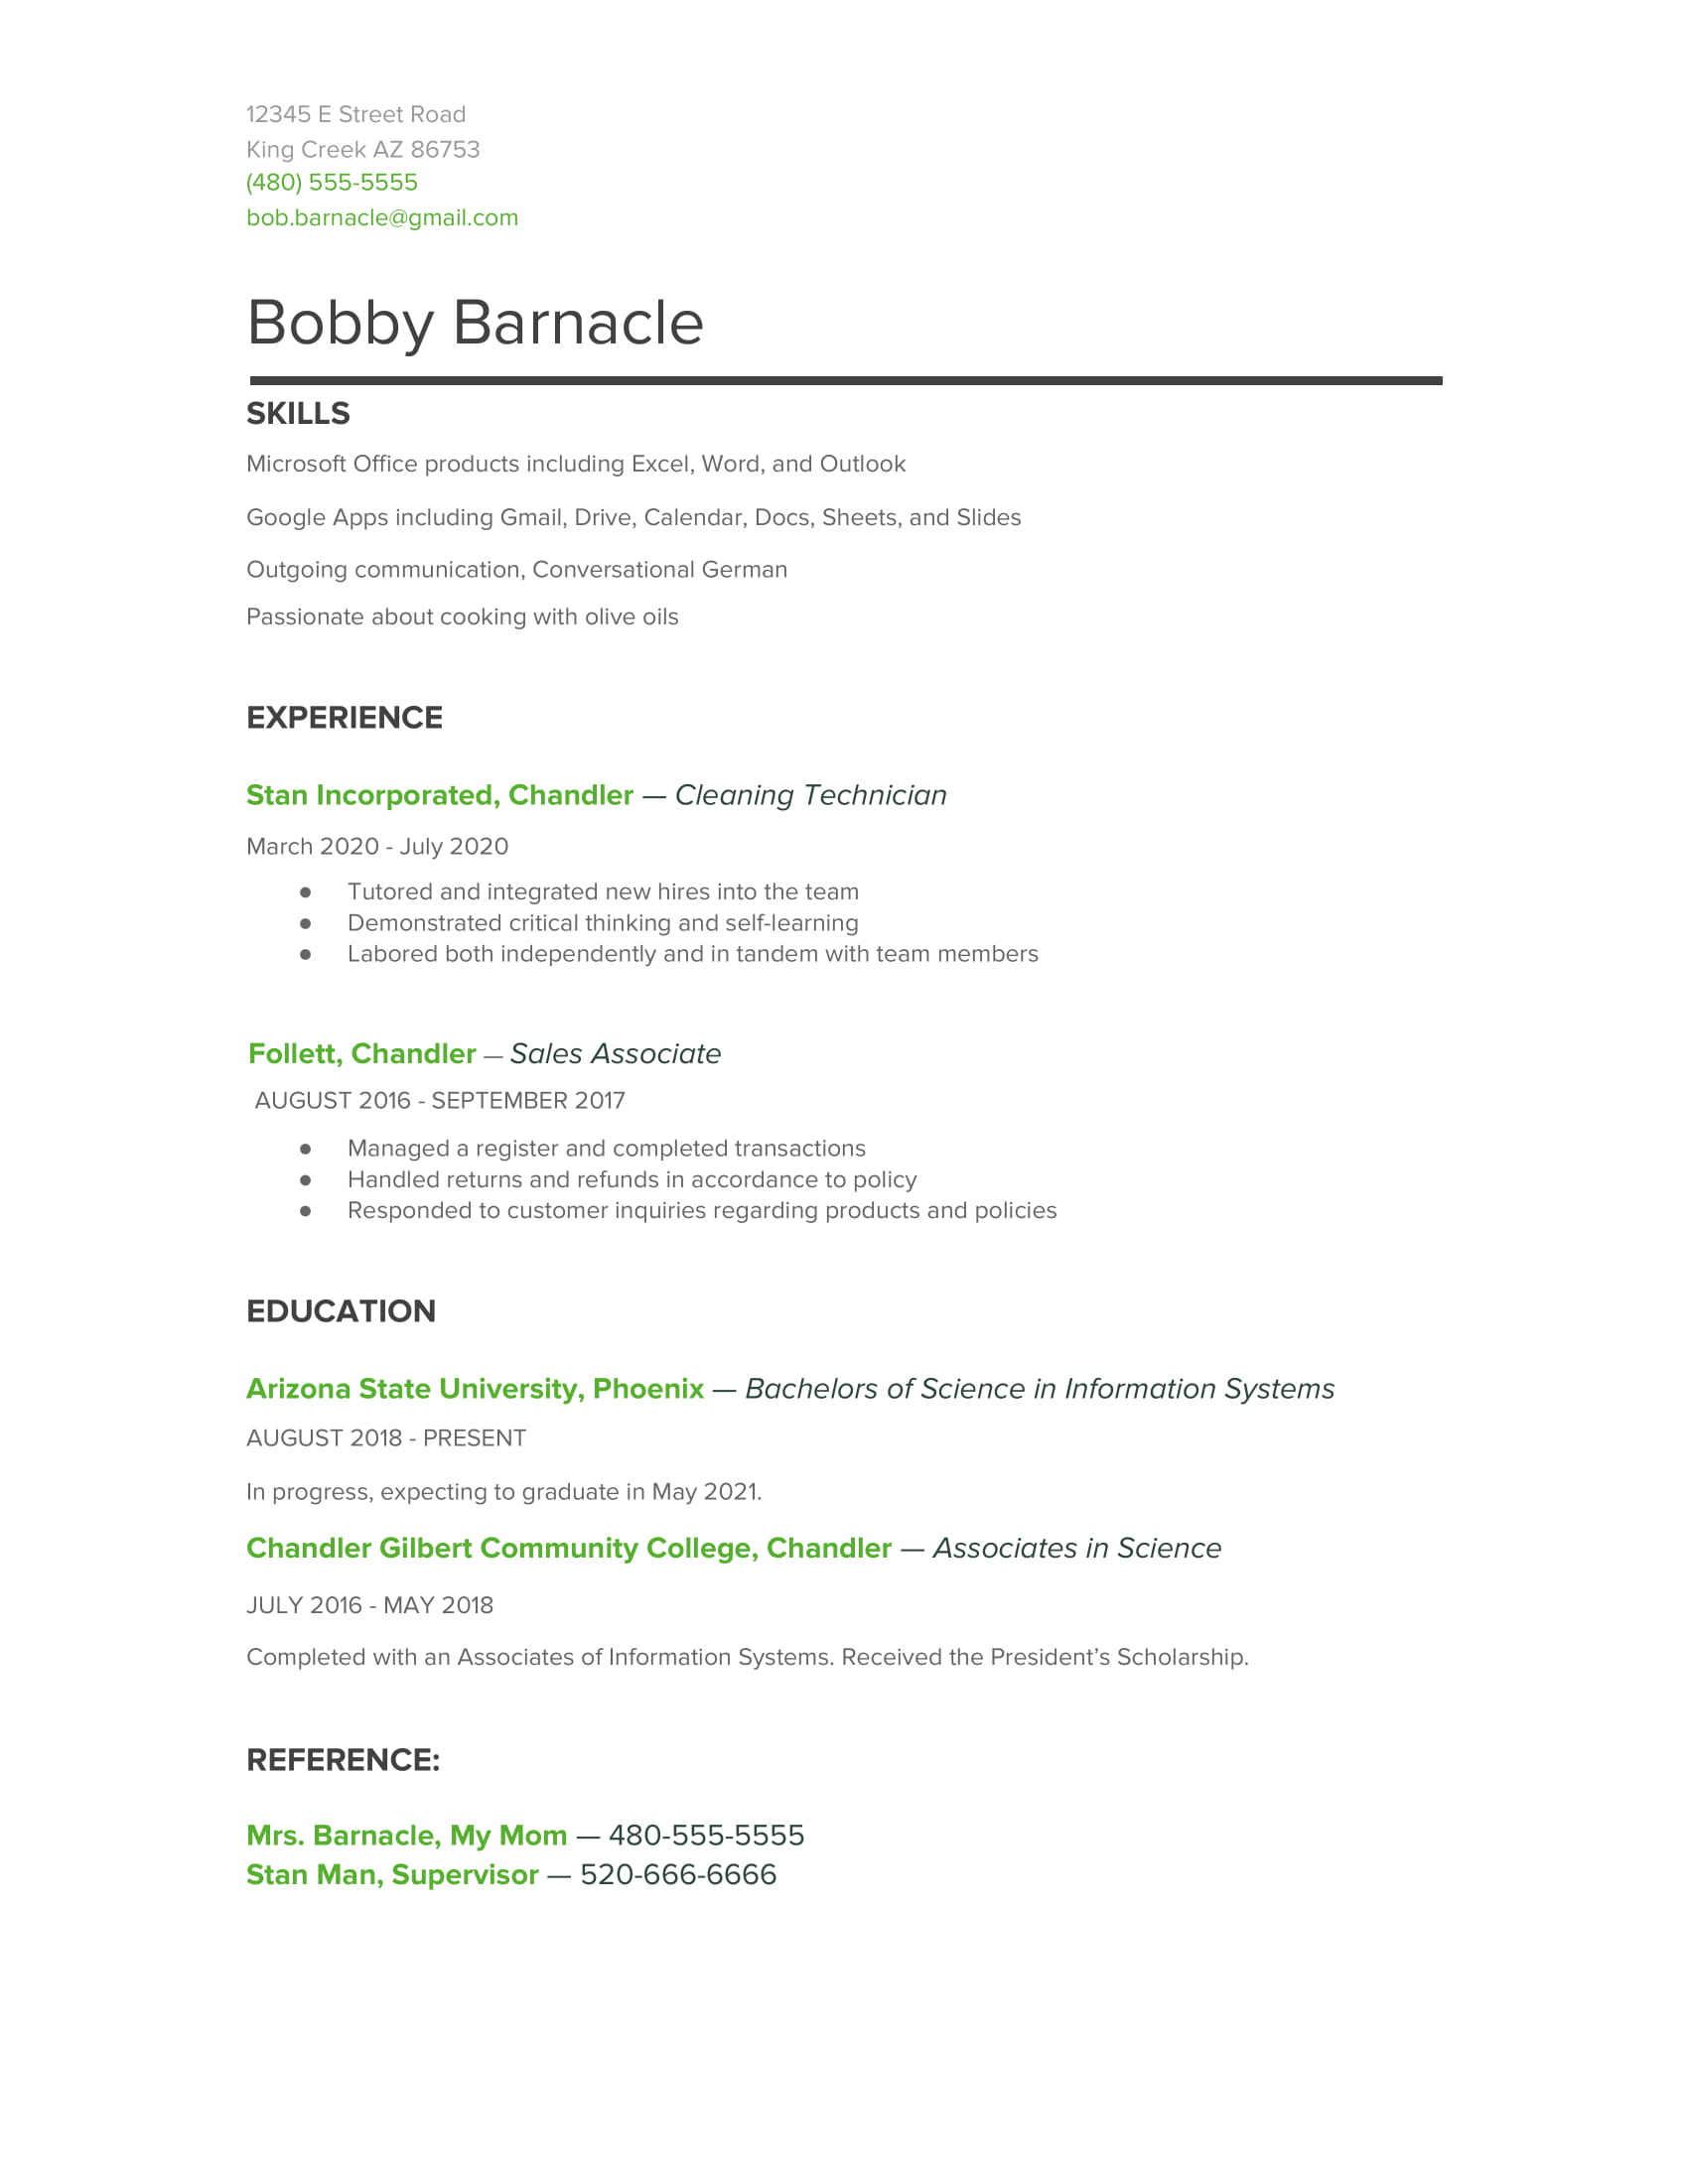 12345 E Street Road
King Creek AZ 86753
(480) 555-5555
bob.barnacle@gmail.com
Bobby Barnacle
SKILLS
Microsoft Office products including Excel, Word, and Outlook
Google Apps including Gmail, Drive, Calendar, Docs, Sheets, and Slides
Outgoing communication, Conversational German
Passionate about cooking with olive oils
EXPERIENCE
Stan Incorporated, Chandler — Cleaning Technician
March 2020 - July 2020
● Tutored and integrated new hires into the team
● Demonstrated critical thinking and self-learning
● Labored both independently and in tandem with team members
Follett, Chandler — Sales Associate
AUGUST 2016 - SEPTEMBER 2017
● Managed a register and completed transactions
● Handled returns and refunds in accordance to policy
● Responded to customer inquiries regarding products and policies
EDUCATION
Arizona State University, Phoenix — Bachelors of Science in Information Systems
AUGUST 2018 - PRESENT
In progress, expecting to graduate in May 2021.
Chandler Gilbert Community College, Chandler — Associates in Science
JULY 2016 - MAY 2018
Completed with an Associates of Information Systems. Received the President’s Scholarship.
REFERENCE:
Mrs. Barnacle, My Mom — 480-555-5555
Stan Man, Supervisor — 520-666-6666